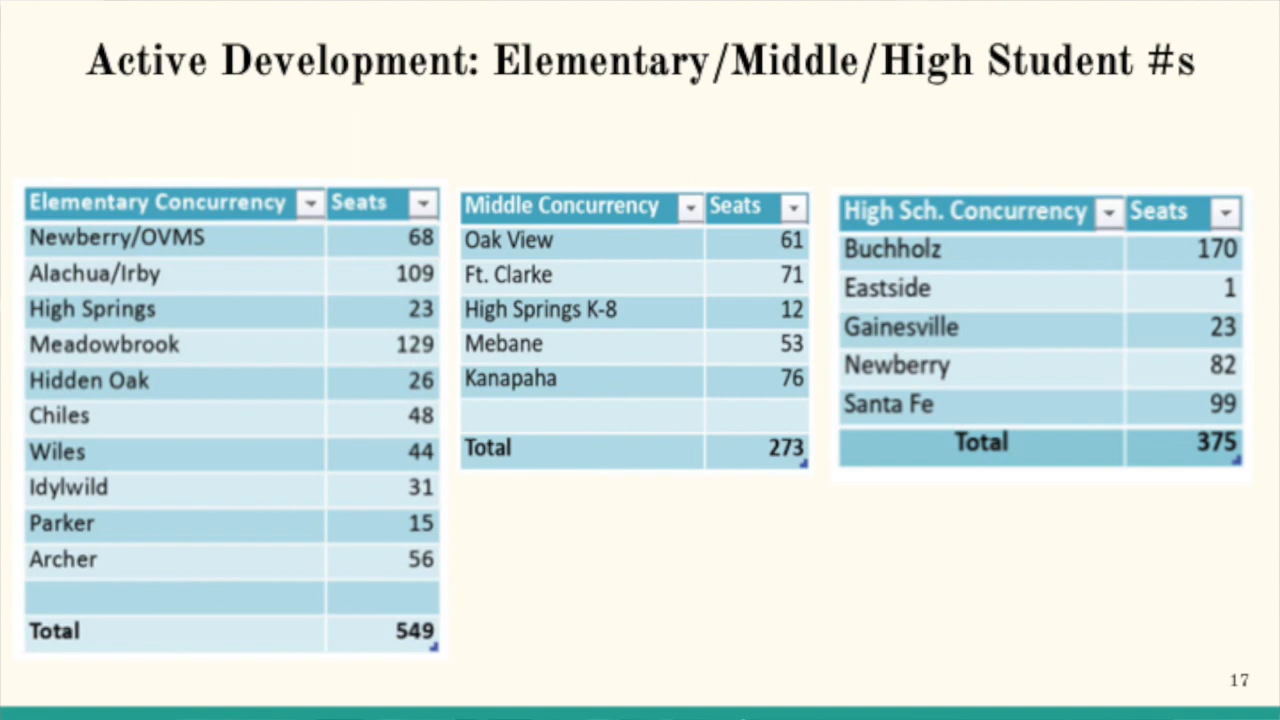 Active Development: Elementary/Middle/High Student #s
Elementary Concurrency Seats
Newberry/OVMS 68
Alachua/Irby 109
High Springs 23
Meadowbrook 129
Hidden Oak 26
Chiles 48
Wiles 44
Idylwild 31
Parker 15
Archer 56
Total 549
Middle Concurrency Seats
Oak View 61
Ft. Clarke 71
High Springs K-8 12
Mebane 53
Kanapaha 76
Total 273
High Sch. Concurrency Seats
Buchholz 170
Eastside 1
Gainesville 23
Newberry 82
Santa Fe 99
Total 375
17